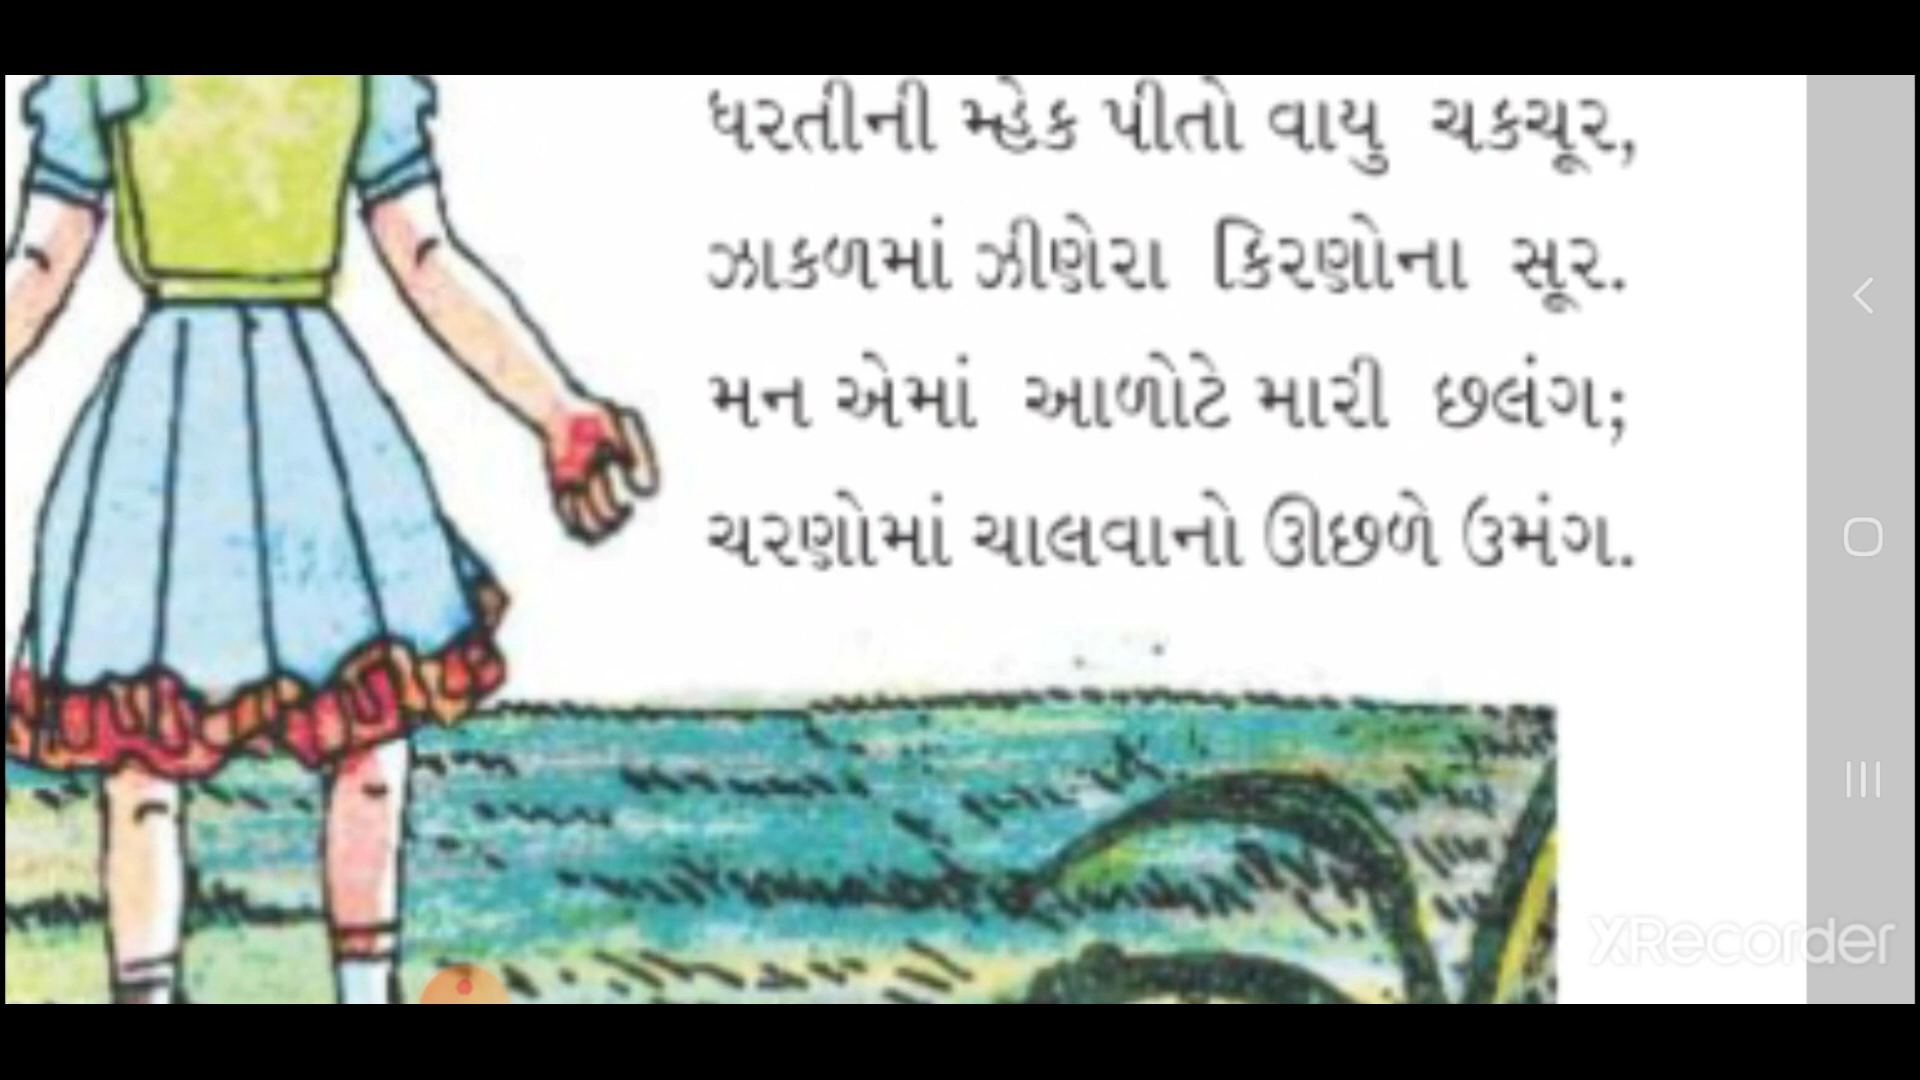 ધરતીની મ્હેક પીતો વાયુ ચકચૂર,
ઝાકળમાં ઝીણેરા કિરણોના સૂર.
મન એમાં આળોટે મારી છલંગ;
ચરણોમાં ચાલવાનો ઊછળે ઉમંગ.
XRecorder